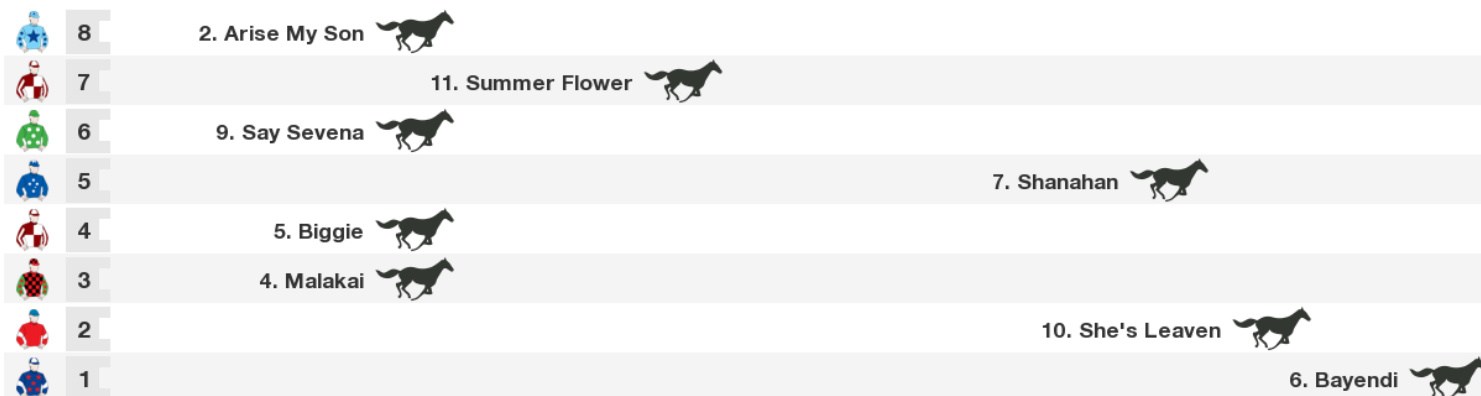 8 2. Arise My Son
7 11. Summer Flower
6 9. Say Sevena
5 7. Shanahan
4 5. Biggie
3 4. Malakai
2 10. She's Leaven
1 6. Bayendi